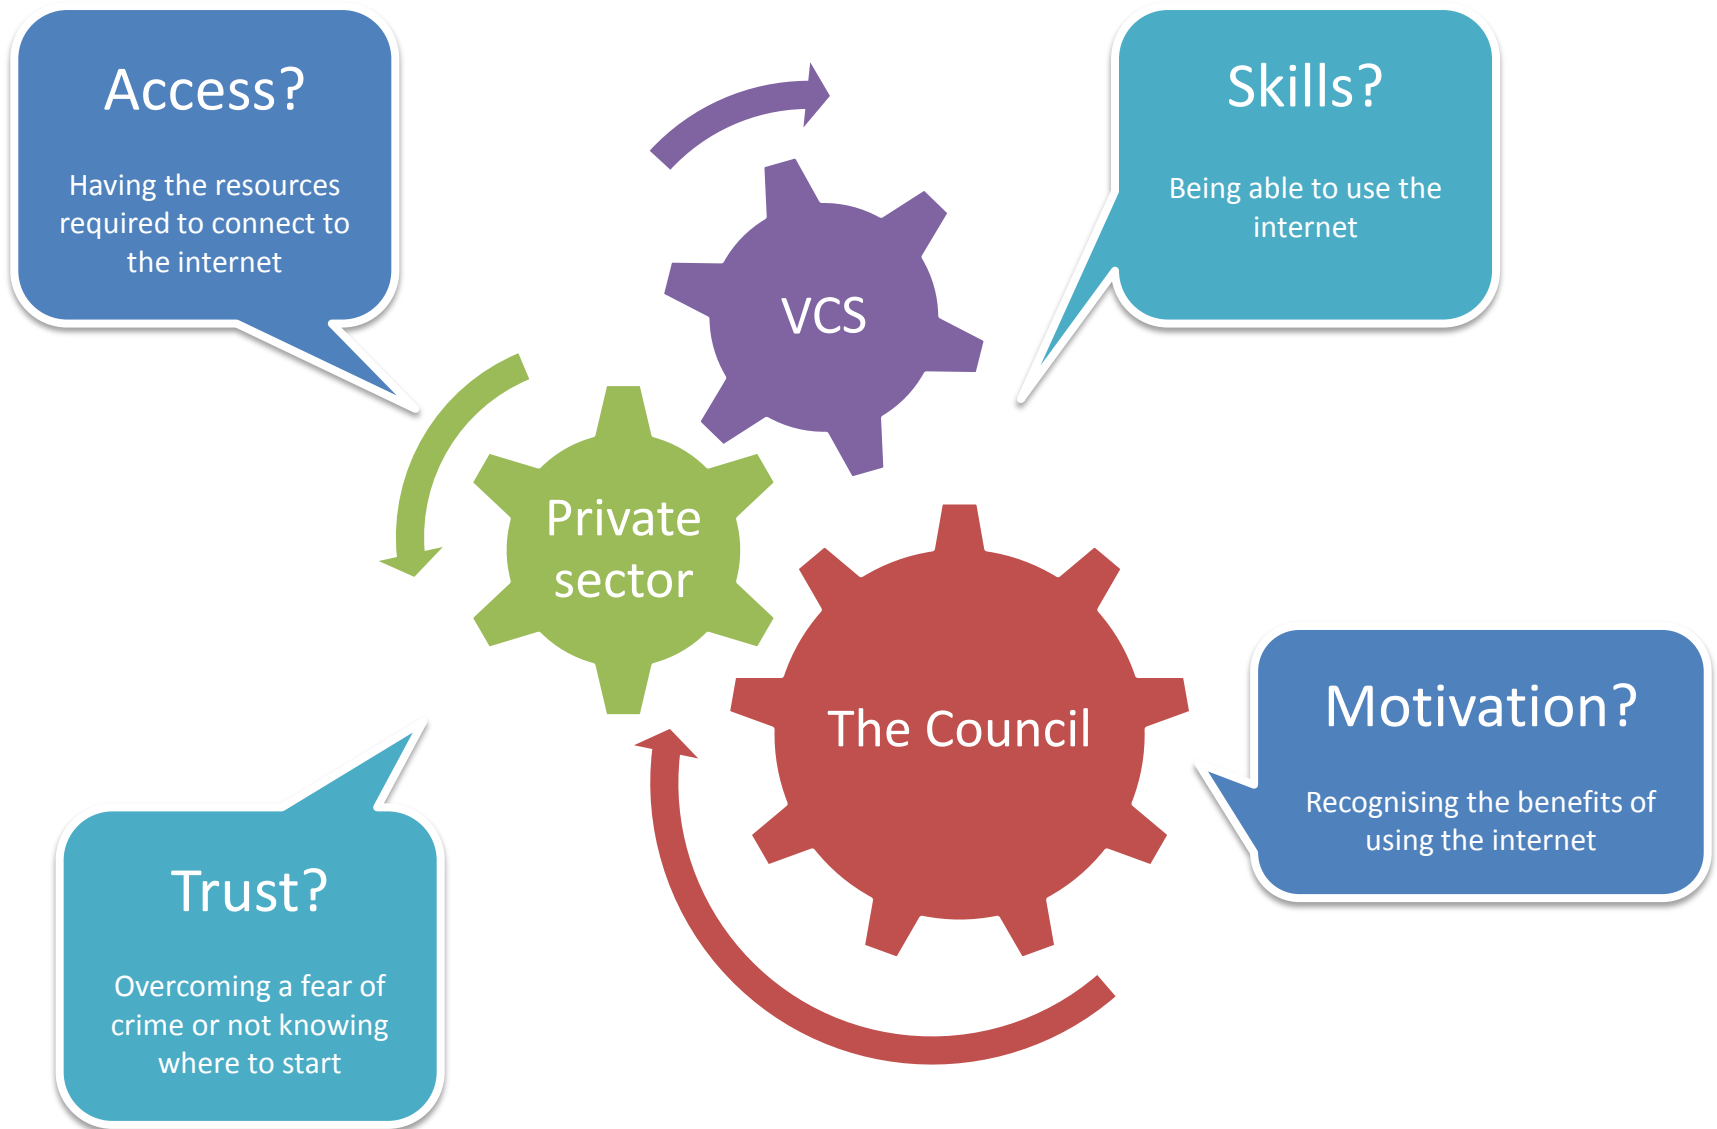 Access?
Having the resources
required to connect to
the internet
Skills?
Being able to use the
internet
VCS
Private
sector
The Council
Motivation?
Recognising the benefits of
using the internet
Trust?
Overcoming a fear of
crime or not knowing
where to start